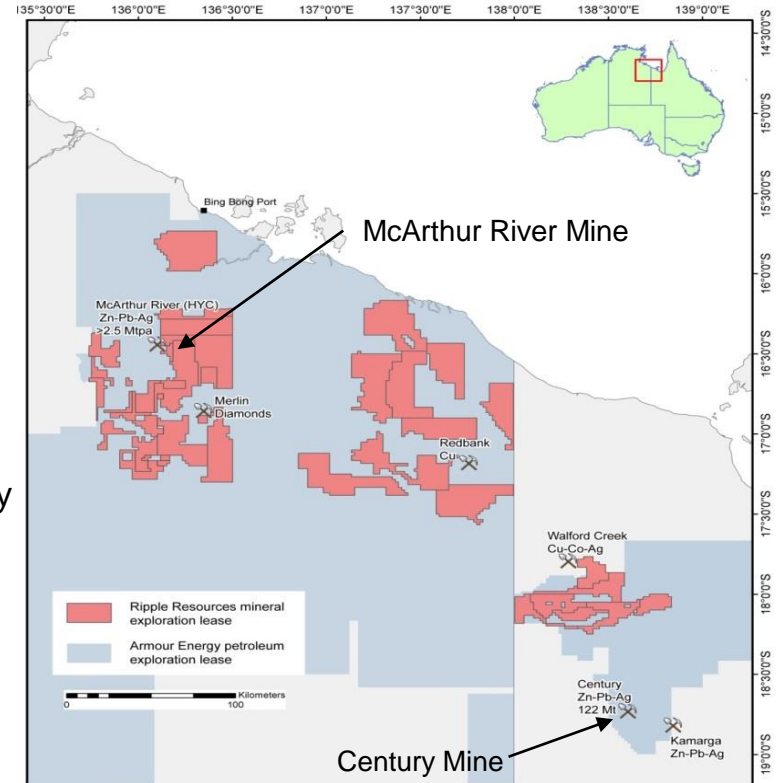 135°30'0"E 136°0'0"E 136°30'0"E 137°0'0"E 137°30'0"E 138°0'0"E 138°30'0"E 139°0'0"E
14°30'0"S
15°0'0"S
15°30'0"S
16°0'0"S
16°30'0"S
17°0'0"S
17°30'0"S
18°0'0"S
18°30'0"S
19°0'0"S
Bing Bong Port
McArthur River Mine
McArthur River (HYC)
Zn-Pb-Ag
>2.5 Mtpa
Merlin
Diamonds
Redbank
Cu
y
Walford Creek
Cu-Co-Ag
Ripple Resources mineral
exploration lease
Armour Energy petroleum
exploration lease
Kilometers
0 100
Century
Zn-Pb-Ag
122 Mt
Kamarga
Zn-Pb-Ag
Century Mine